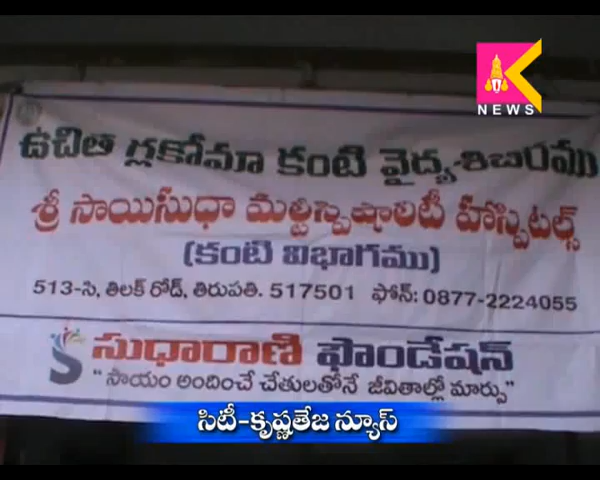 K
NEWS
ఉచిత గ్లకోమా కంటి వైద్య శిబిరము
శ్రీ సాయిసుధా మల్టిస్పెషాలిటీ హాస్పిటల్స్
(కంటి విభాగము)
513-సి, తిలక్ రోడ్, తిరుపతి. 517501 ఫోన్: 0877-2224055
S సుధారాణి ఫౌండేషన్
"సాయం అందించే చేతులతోనే జీవితాల్లో మార్పు"
సిటీ-కృష్ణతేజ న్యూస్